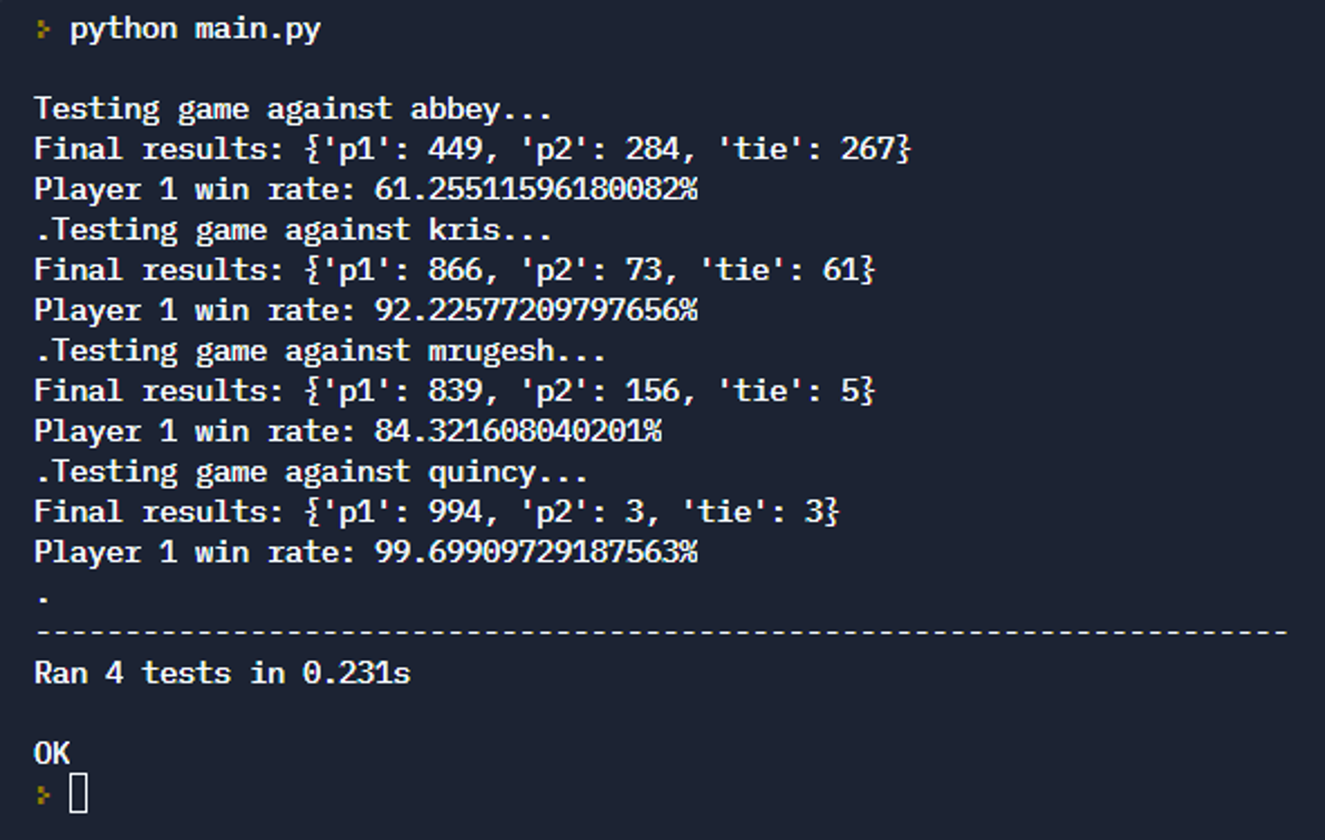 > python main.py
Testing game against abbey...
Final results: {'p1': 449, 'p2': 284, 'tie': 267}
Player 1 win rate: 61.25511596180082%
.Testing game against kris...
Final results: {'p1': 866, 'p2': 73, 'tie': 61}
Player 1 win rate: 92.22577209797656%
.Testing game against mrugesh...
Final results: {'p1': 839, 'p2': 156, 'tie': 5}
Player 1 win rate: 84.321608040201%
.Testing game against quincy...
Final results: {'p1': 994, 'p2': 3, 'tie': 3}
Player 1 win rate: 99.69909729187563%
.
----------------------------------------------------------------------
Ran 4 tests in 0.231s
OK
>